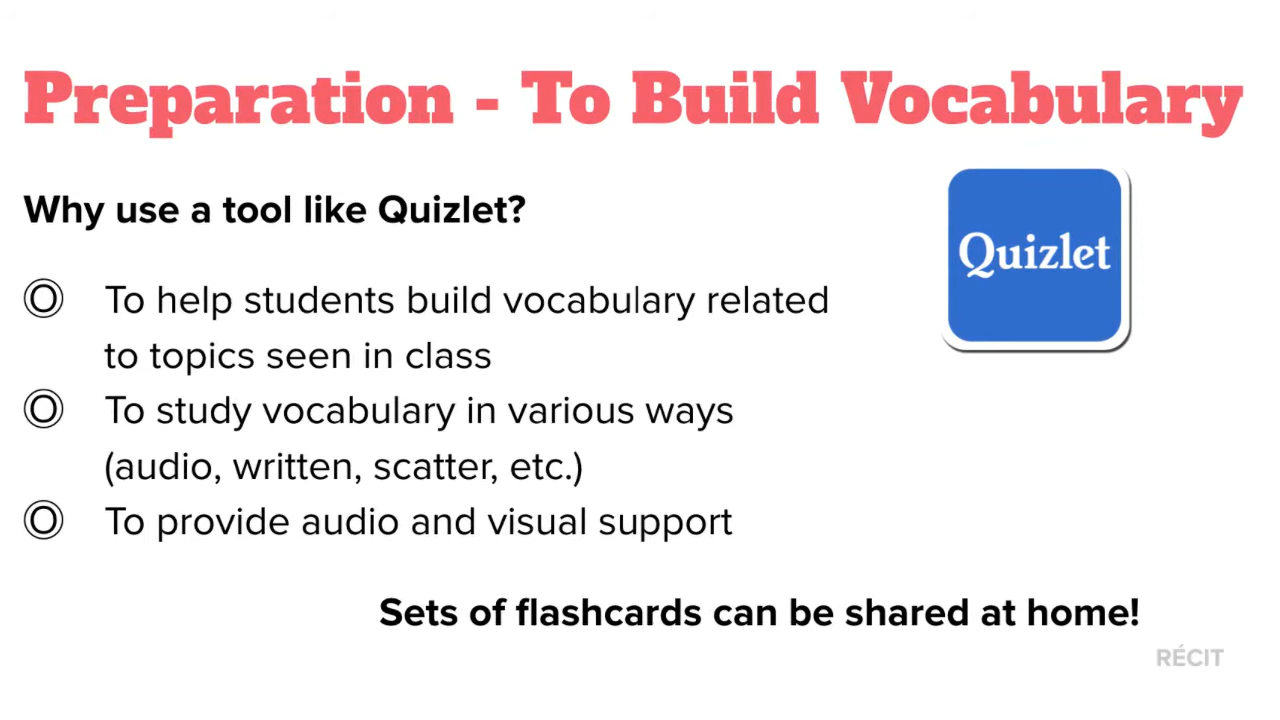 Preparation - To Build Vocabulary
Why use a tool like Quizlet?
Quizlet
To help students build vocabulary related
to topics seen in class
To study vocabulary in various ways
(audio, written, scatter, etc.)
To provide audio and visual support
Sets of flashcards can be shared at home!
RÉCIT